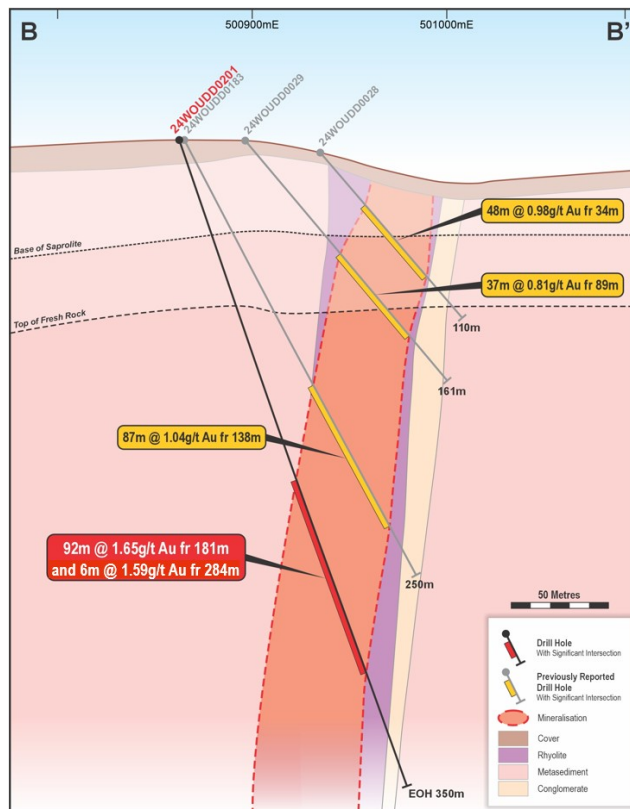 B
500900mE
501000mE
B'
24WOUDD0201
24WOUDD0183
24WOUDD0029
24WOUDD0028
48m @ 0.98g/t Au fr 34m
Base of Saprolite
37m @ 0.81g/t Au fr 89m
Top of Fresh Rock
110m
161m
87m @ 1.04g/t Au fr 138m
92m @ 1.65g/t Au fr 181m
and 6m @ 1.59g/t Au fr 284m
250m
50 Metres
Drill Hole
With Significant Intersection
Previously Reported
Drill Hole
With Significant Intersection
Mineralisation
Cover
Rhyolite
Metasediment
Conglomerate
EOH 350m